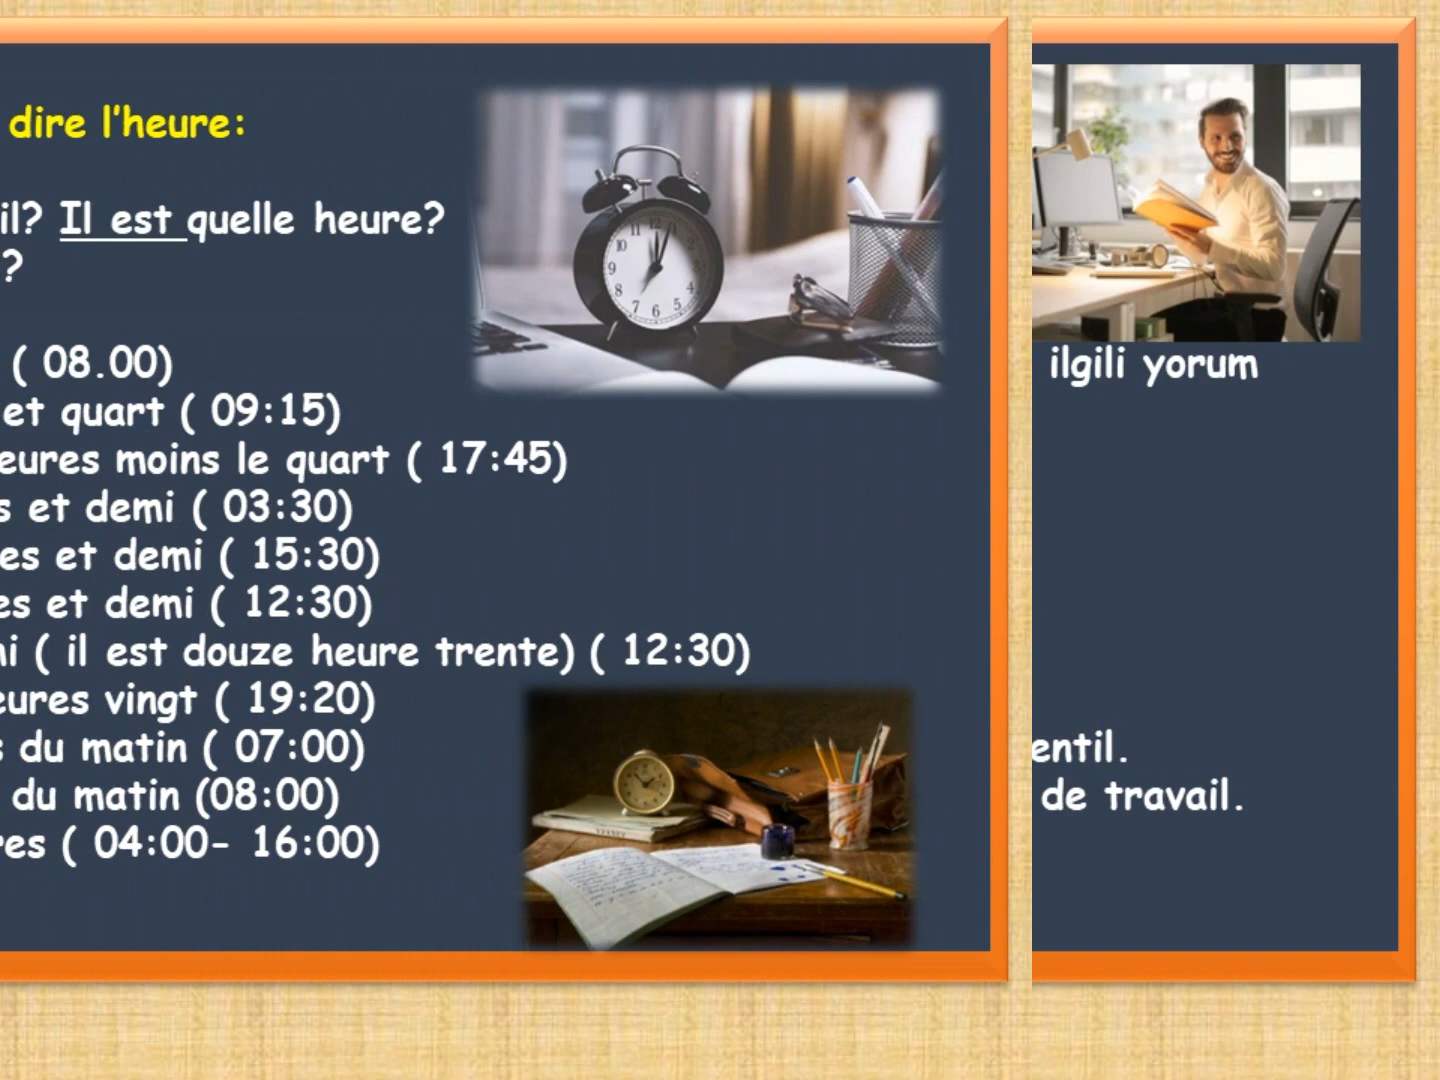 dire l'heure:
il? Il est quelle heure?
?
( 08.00)
et quart ( 09:15)
eures moins le quart ( 17:45)
s et demi ( 03:30)
es et demi ( 15:30)
es et demi ( 12:30)
ni ( il est douze heure trente) ( 12:30)
eures vingt ( 19:20)
s du matin ( 07:00)
du matin (08:00)
res ( 04:00- 16:00)
ilgili yorum
entil.
de travail.